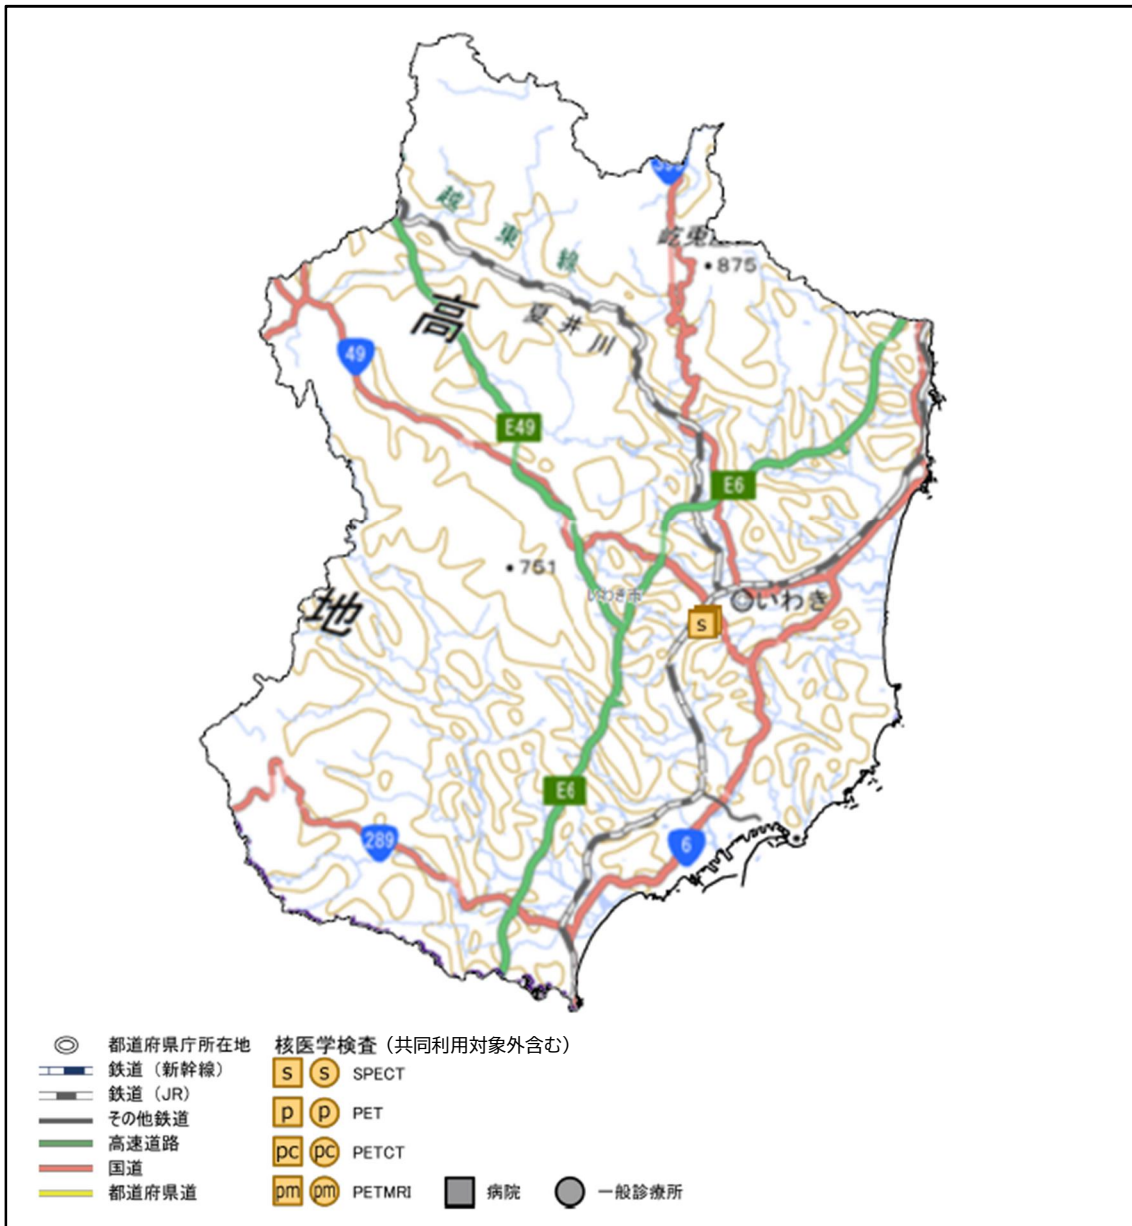 越東線
屹兎
875
高
夏井川
49
E49
E6
751
いわき市
いわき
s
地
E6
289
6
都道府県庁所在地
鉄道（新幹線）
鉄道（JR）
その他鉄道
高速道路
国道
都道府県道
核医学検査（共同利用対象外含む）
s s SPECT
p p PET
pc pc PETCT
pm pm PETMRI
病院
一般診療所